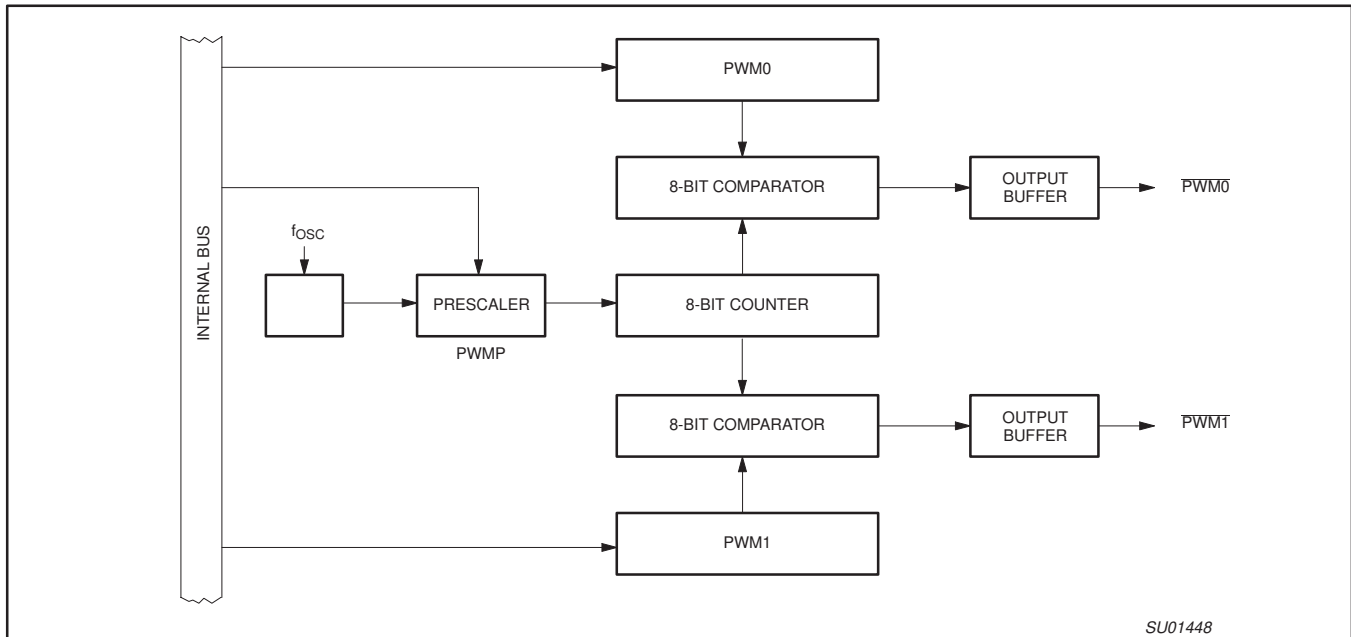 PWM0
8-BIT COMPARATOR
OUTPUT
BUFFER
PWM0
INTERNAL BUS
fOSC
PRESCALER
PWMP
8-BIT COUNTER
8-BIT COMPARATOR
OUTPUT
BUFFER
PWM1
PWM1
SU01448